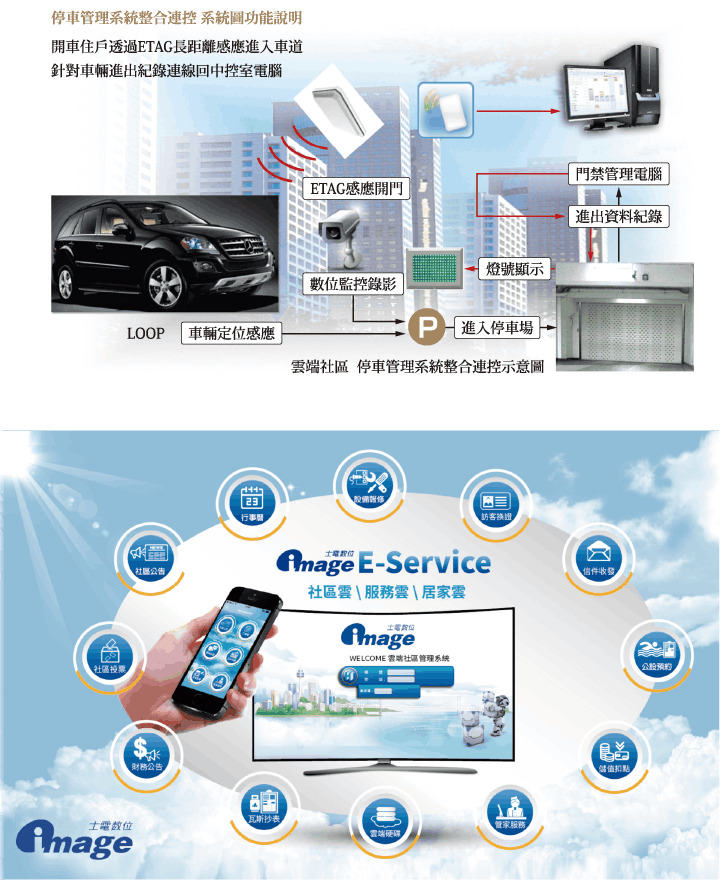 停車管理系統整合連控 系統圖功能說明
開車住戶透過ETAG長距離感應進入車道
針對車輛進出紀錄連線回中控室電腦
ETAG感應開門
門禁管理電腦
進出資料紀錄
燈號顯示
數位監控錄影
P
進入停車場
LOOP 車輛定位感應
雲端社區 停車管理系統整合連控示意圖
設備報修
23
行事曆
訪客換證
NEWS
社區公告
信件收發
士電數位
image E-Service
社區雲 \ 服務雲 \ 居家雲
士電數位
image
WELCOME 雲端社區管理系統
社區投票
公設預約
$
財務公告
儲值扣點
瓦斯抄表
雲端硬碟
管家服務
士電數位
image